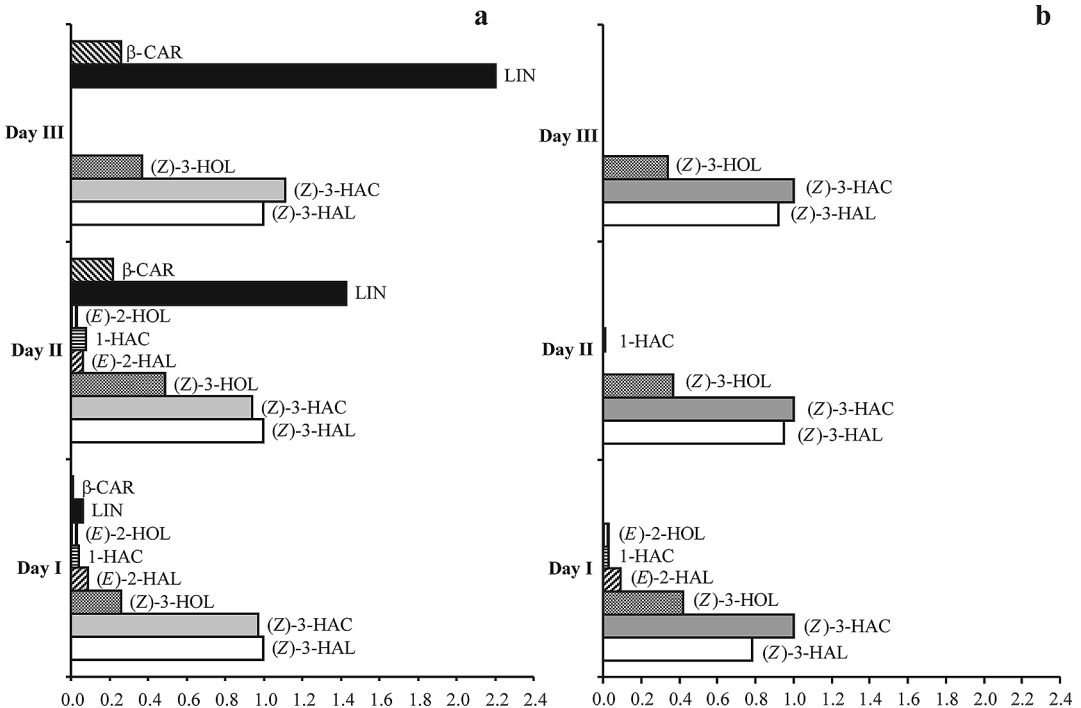 a
β-CAR
LIN
Day III
(Z)-3-HOL
(Z)-3-HAC
(Z)-3-HAL
β-CAR
LIN
(E)-2-HOL
1-HAC
Day II
(E)-2-HAL
(Z)-3-HOL
(Z)-3-HAC
(Z)-3-HAL
β-CAR
LIN
(E)-2-HOL
1-HAC
Day I
(E)-2-HAL
(Z)-3-HOL
(Z)-3-HAC
(Z)-3-HAL
0.0 0.2 0.4 0.6 0.8 1.0 1.2 1.4 1.6 1.8 2.0 2.2 2.4
b
Day III
(Z)-3-HOL
(Z)-3-HAC
(Z)-3-HAL
1-HAC
Day II
(Z)-3-HOL
(Z)-3-HAC
(Z)-3-HAL
(E)-2-HOL
1-HAC
Day I
(E)-2-HAL
(Z)-3-HOL
(Z)-3-HAC
(Z)-3-HAL
0.0 0.2 0.4 0.6 0.8 1.0 1.2 1.4 1.6 1.8 2.0 2.2 2.4